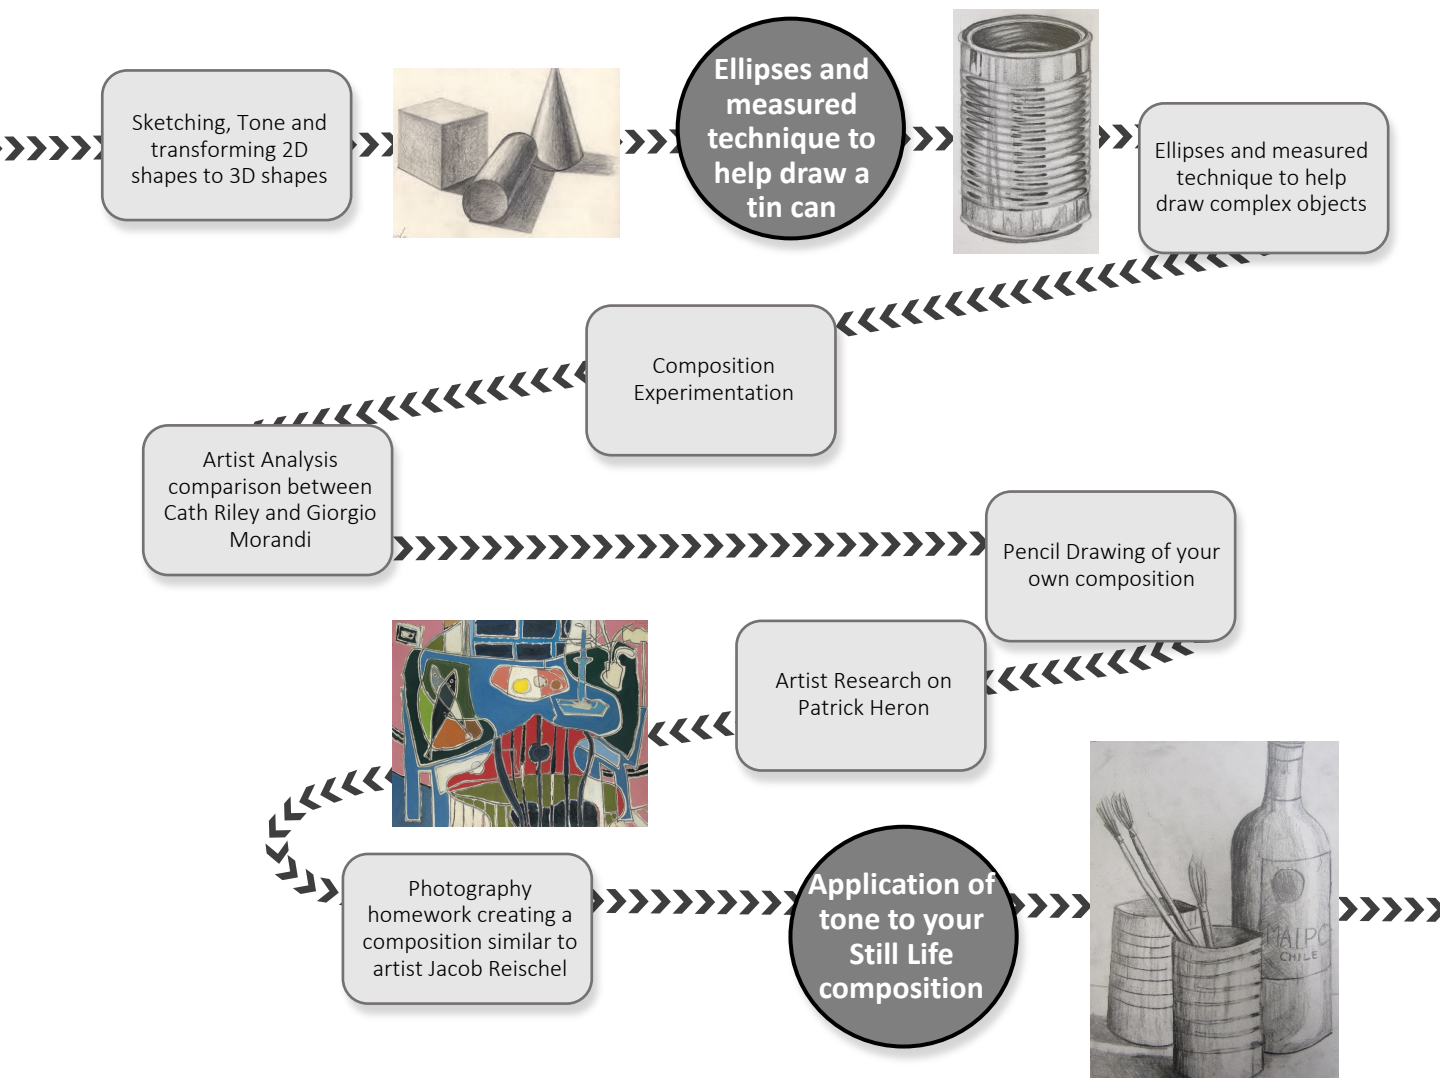 Sketching, Tone and
transforming 2D
shapes to 3D shapes
Ellipses and
measured
technique to
help draw a
tin can
Ellipses and measured
technique to help
draw complex objects
Composition
Experimentation
Artist Analysis
comparison between
Cath Riley and Giorgio
Morandi
Pencil Drawing of your
own composition
Artist Research on
Patrick Heron
Photography
homework creating a
composition similar to
artist Jacob Reischel
Application of
tone to your
Still Life
composition
MAIPO
CHILE